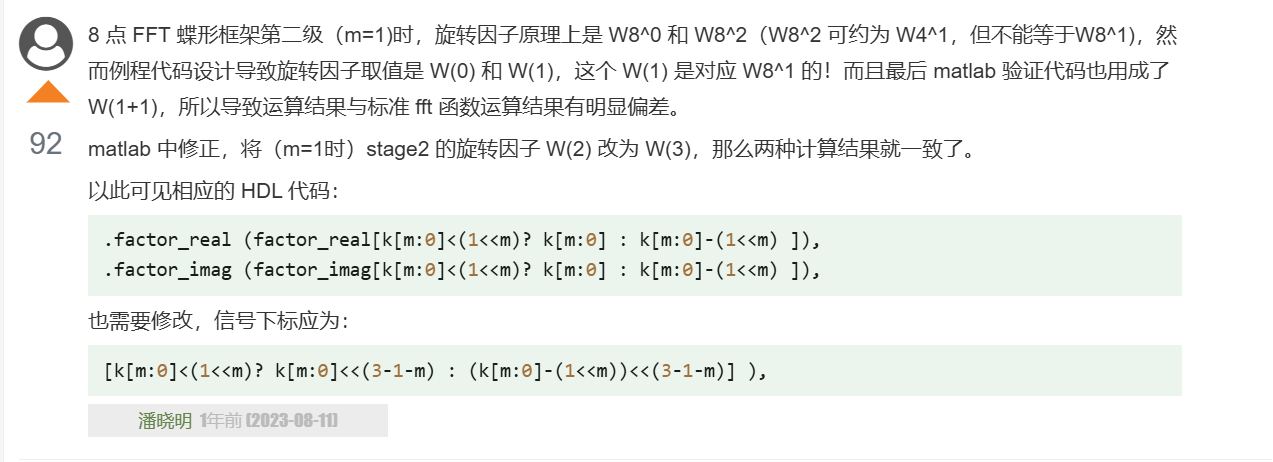 8 点 FFT 蝶形框架第二级（m=1)时，旋转因子原理上是 W8^0 和 W8^2（W8^2 可约为 W4^1，但不能等于W8^1)，然
而例程代码设计导致旋转因子取值是 W(0) 和 W(1)，这个 W(1) 是对应 W8^1 的！而且最后 matlab 验证代码也用成了
W(1+1)，所以导致运算结果与标准 fft 函数运算结果有明显偏差。
92
matlab 中修正，将（m=1时）stage2 的旋转因子 W(2) 改为 W(3)，那么两种计算结果就一致了。
以此可见相应的 HDL 代码：
.factor_real (factor_real[k[m:0]<(1<<m)? k[m:0] : k[m:0]-(1<<m) ]),
.factor_imag (factor_imag[k[m:0]<(1<<m)? k[m:0] : k[m:0]-(1<<m) ]),
也需要修改，信号下标应为：
[k[m:0]<(1<<m)? k[m:0]<<(3-1-m) : (k[m:0]-(1<<m))<<(3-1-m)] ),
潘晓明 1年前 (2023-08-11)